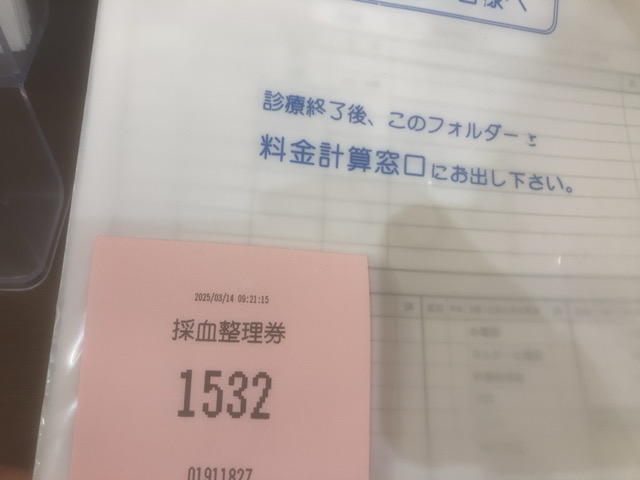 様へ
診療終了後、このフォルダーを
料金計算窓口にお出し下さい。
2025/03/14 09:21:15
採血整理券
1532
01911827